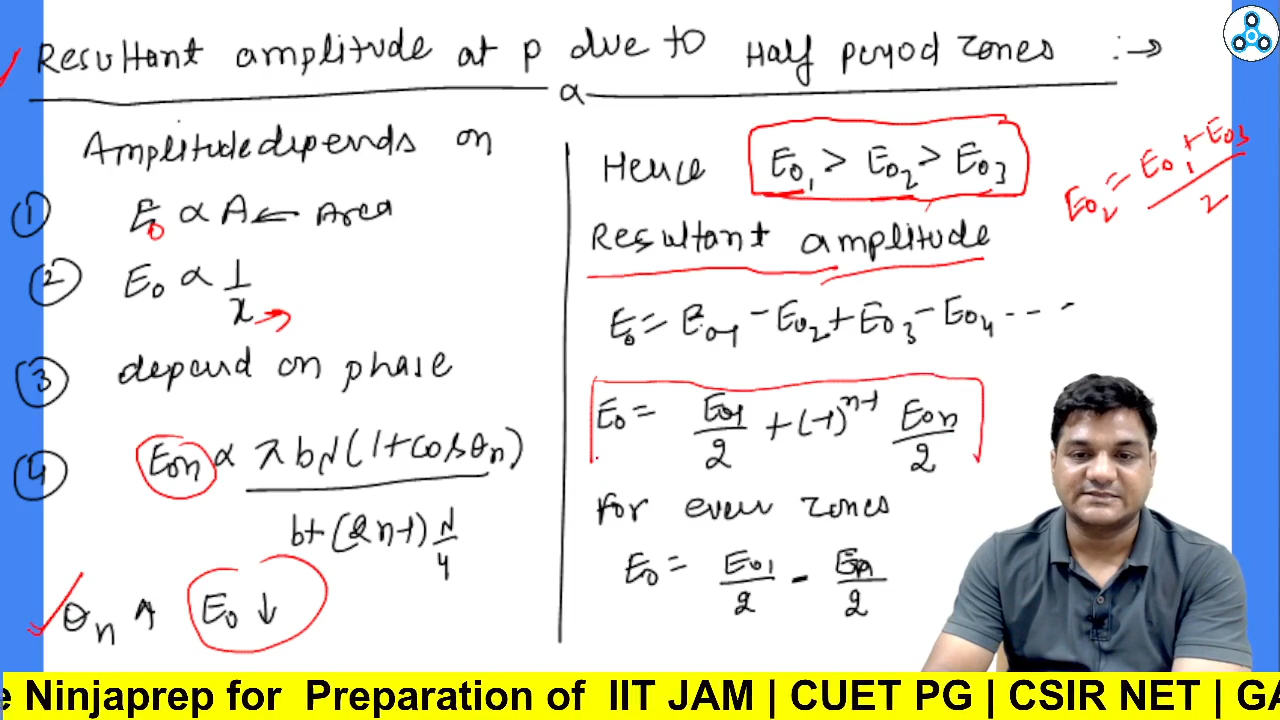 Resultant amplitude at p due to Half period zones :→
Amplitude depends on
① E₀ ∝ A ← Area
② E₀ ∝ 1/x →
③ depend on phase
④ E₀n ∝ πbλ(1+cosθn) / b+(2n-1)λ/4
θn ↑ E₀ ↓
Hence E₀₁ > E₀₂ > E₀₃
E₀₂ = E₀₁+E₀₃ / 2
Resultant amplitude
E₀ = E₀₁ - E₀₂ + E₀₃ - E₀₄ - - - -
E₀ = E₀₁/2 + (-1)ⁿ⁻¹ E₀n/2
For even zones
E₀ = E₀₁/2 - E₀n/2
Ninjaprep for Preparation of IIT JAM | CUET PG | CSIR NET | GA